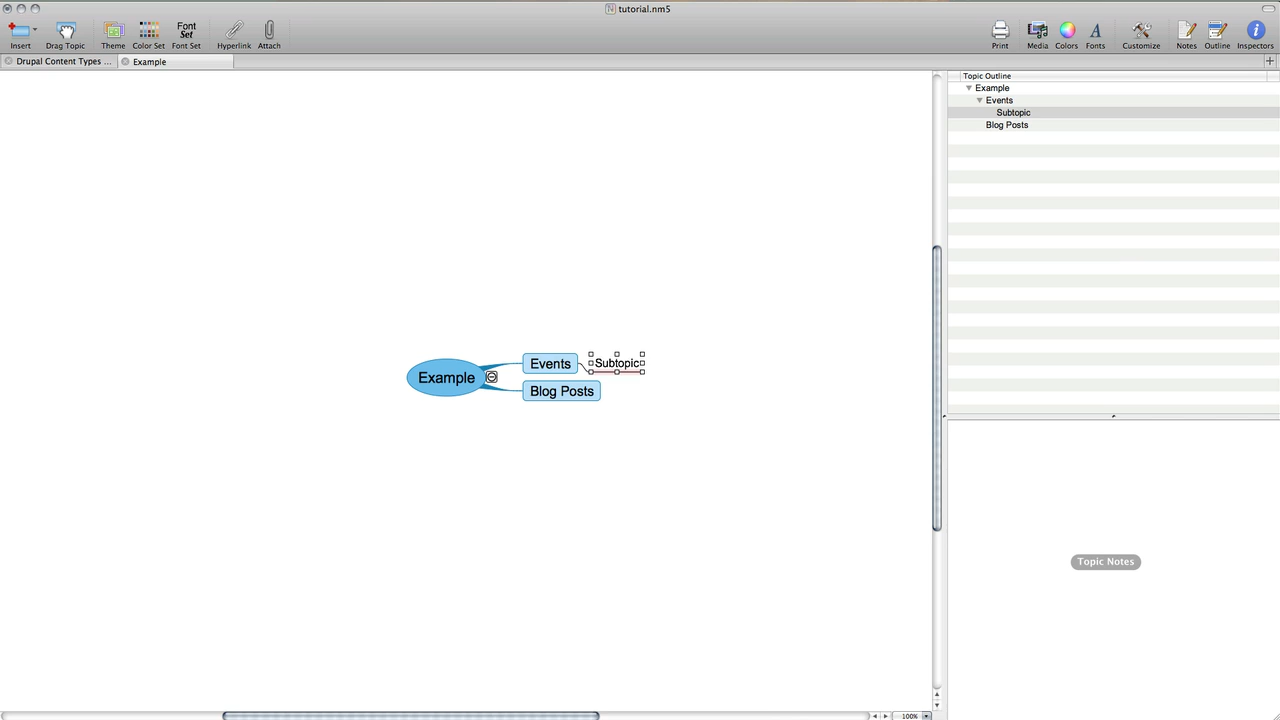 tutorial.nm5
Insert Drag Topic Theme Color Set Font Set Font Set Hyperlink Attach Print Media Colors Fonts Customize Notes Outline Inspectors
Drupal Content Types ... Example
Topic Outline
Example
Events
Subtopic
Blog Posts
Example
Events
Subtopic
Blog Posts
Topic Notes
100%